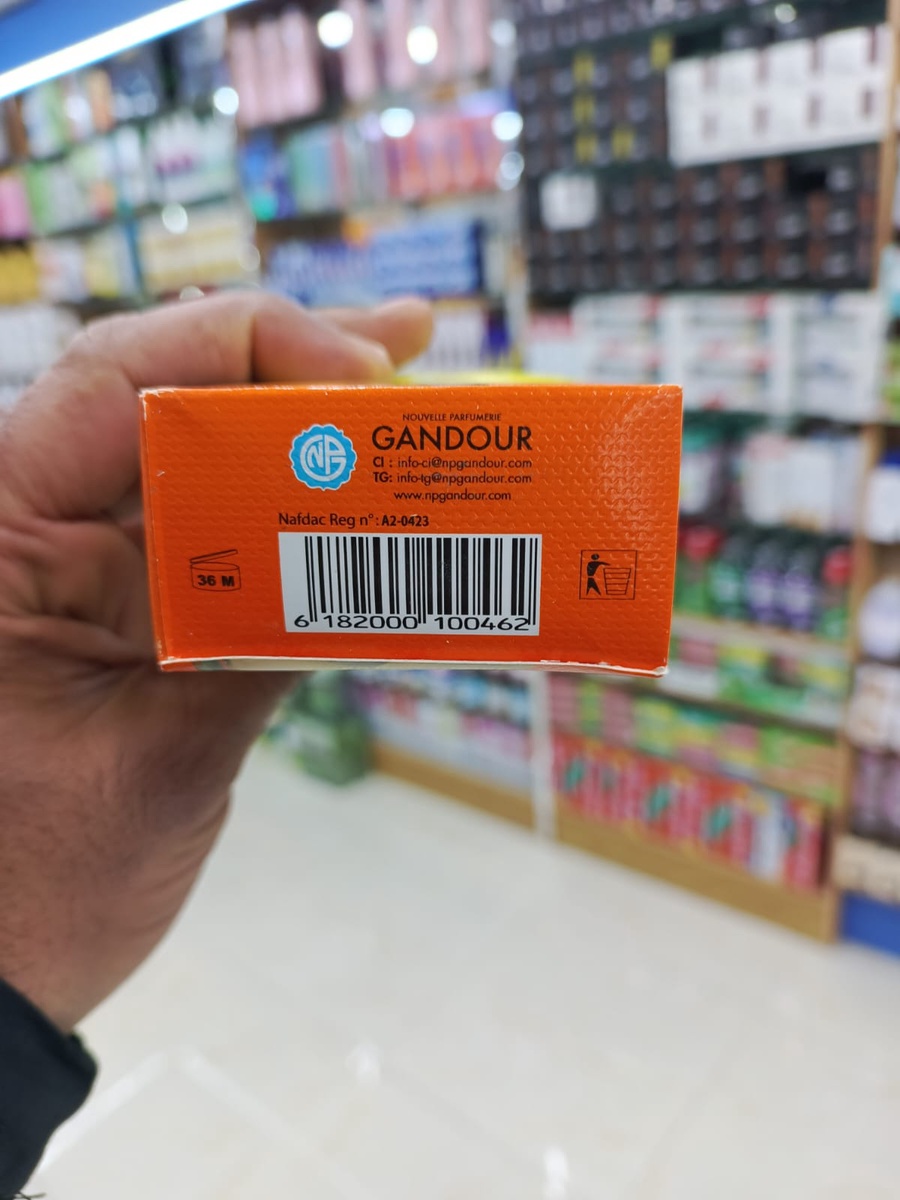 NOUVELLE PARFUMERIE
NP
GANDOUR
CI : info-ci@npgandour.com
TG: info-tg@npgandour.com
www.npgandour.com
Nafdac Reg n° : A2-0423
36 M
6 182000 100462